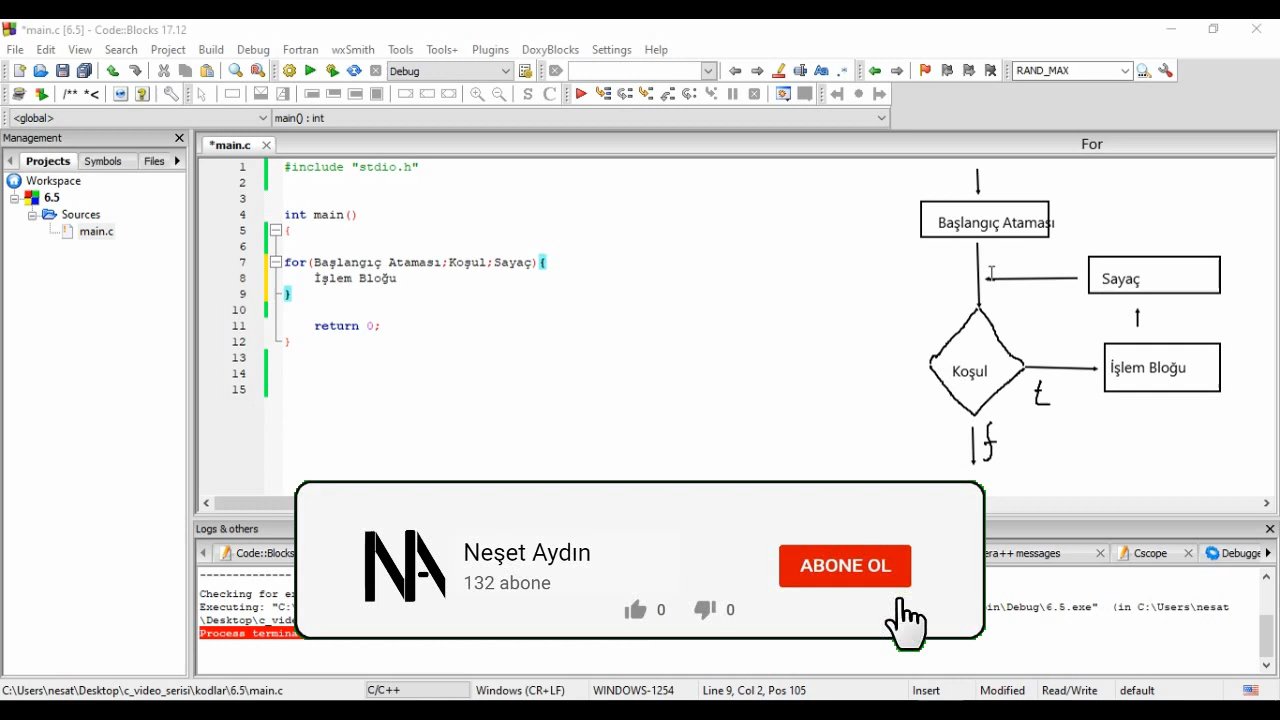 *main.c [6.5] - Code::Blocks 17.12
File Edit View Search Project Build Debug Fortran wxSmith Tools Tools+ Plugins DoxyBlocks Settings Help
Debug
RAND_MAX
/** *<
S C
<global>
main() : int
Management
Projects Symbols Files
Workspace
6.5
Sources
main.c
*main.c
1 #include "stdio.h"
2
3
4 int main()
5 {
6
7 for(Başlangıç Ataması;Koşul;Sayaç){
8 İşlem Bloğu
9 }
10
11 return 0;
12 }
13
14
15
For
Başlangıç Ataması
Sayaç
Koşul
İşlem Bloğu
t
f
Logs & others
Code::Blocks
messages
Cscope
Debugge
Checking for e
Executing: "C:\
in\Debug\6.5.exe" (in C:\Users\nesat
\Desktop\c_vide
Process termina
NA
Neşet Aydın
132 abone
ABONE OL
0 0
C:\Users\nesat\Desktop\c_video_serisi\kodlar\6.5\main.c C/C++ Windows (CR+LF) WINDOWS-1254 Line 9, Col 2, Pos 105 Insert Modified Read/Write default